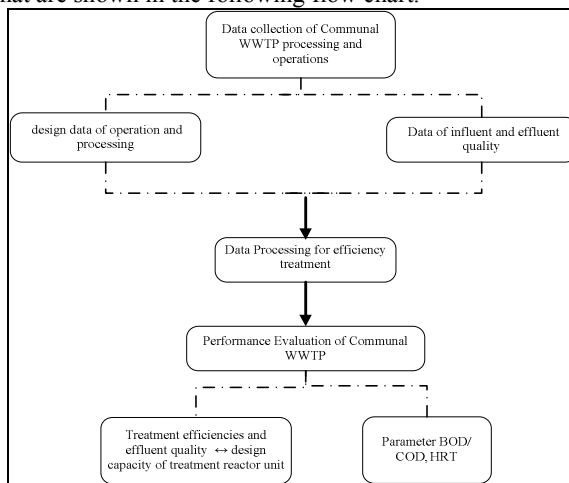 hat are shown in the following flow chart.
Data collection of Communal
WWTP processing and
operations
design data of operation and
processing
Data of influent and effluent
quality
Data Processing for efficiency
treatment
Performance Evaluation of Communal
WWTP
Treatment efficiencies and
effluent quality ↔ design
capacity of treatment reactor unit
Parameter BOD/
COD, HRT